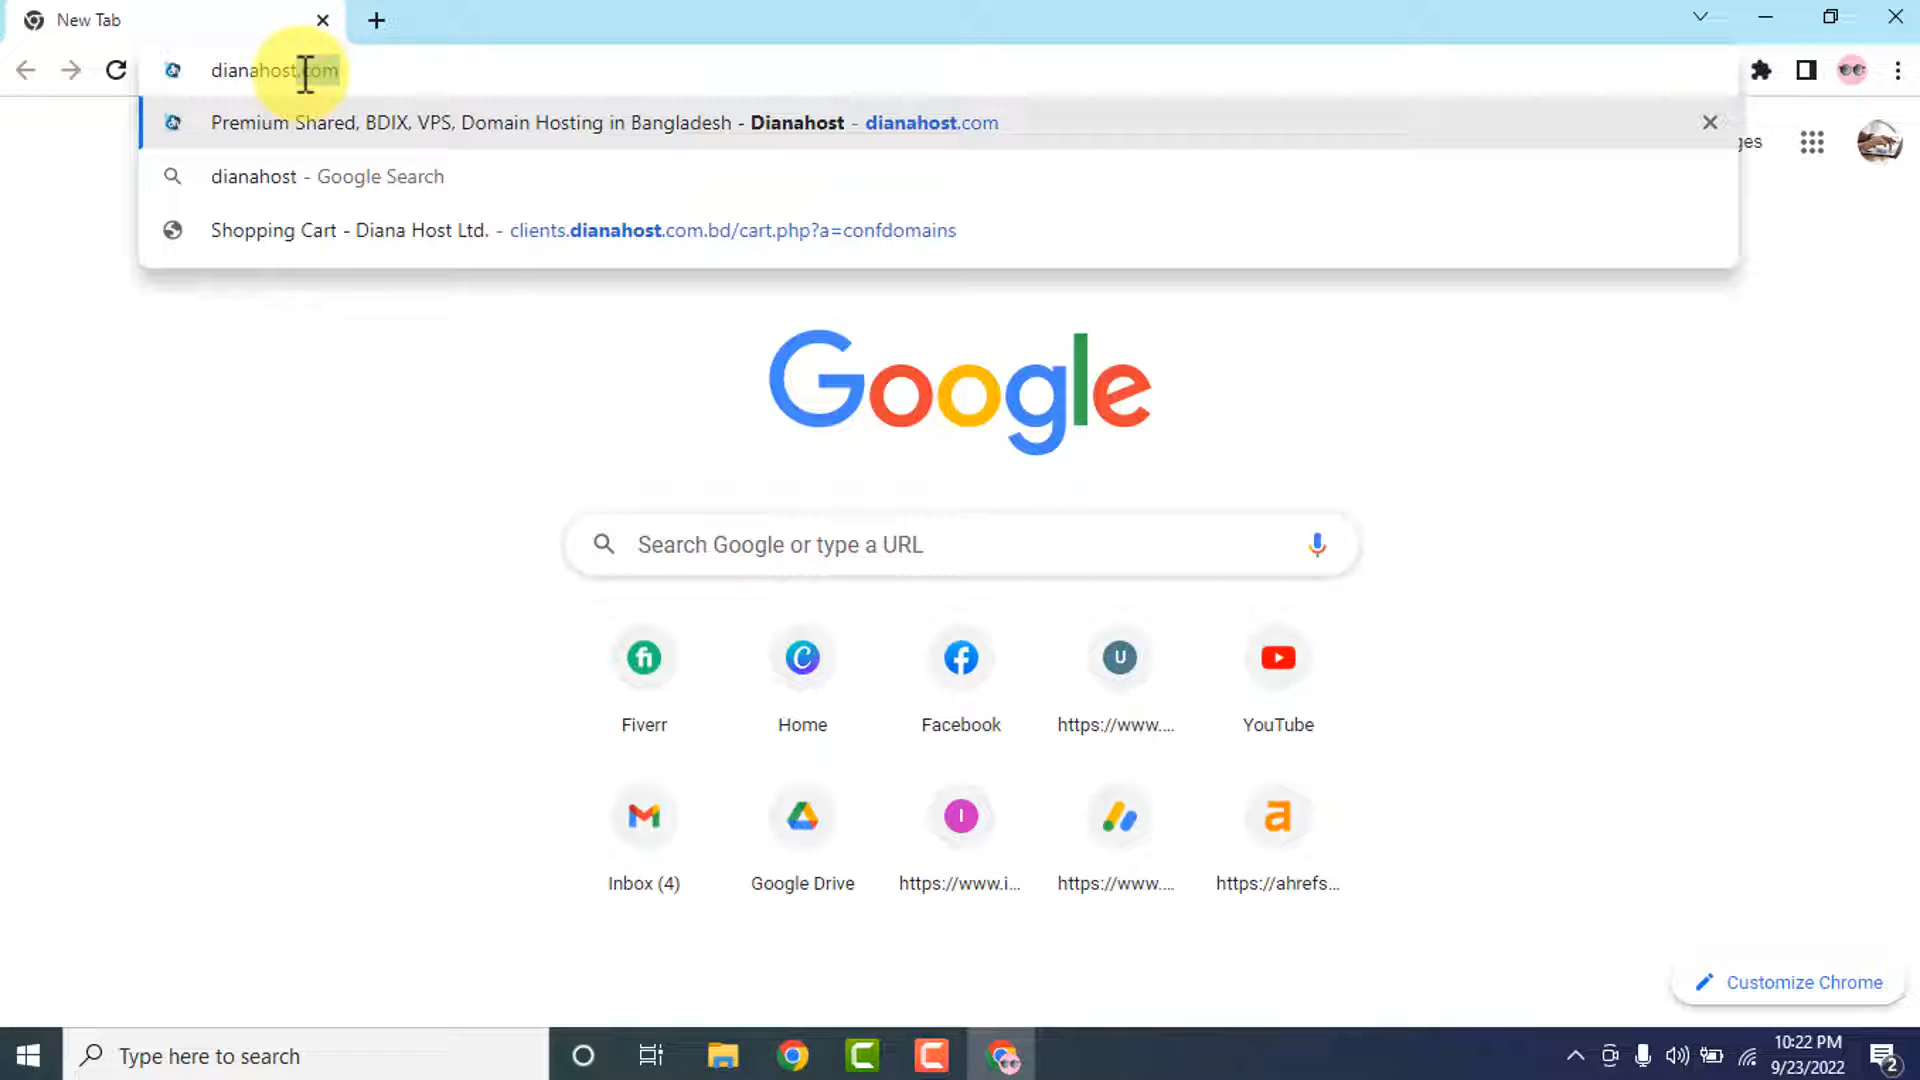 New Tab
dianahost.com
Premium Shared, BDIX, VPS, Domain Hosting in Bangladesh - Dianahost - dianahost.com
ges
dianahost - Google Search
Shopping Cart - Diana Host Ltd. - clients.dianahost.com.bd/cart.php?a=confdomains
Google
Search Google or type a URL
Fiverr
Home
Facebook
https://www....
YouTube
Inbox (4)
Google Drive
https://www.i...
https://www....
https://ahrefs...
Customize Chrome
Type here to search
10:22 PM
9/23/2022
2